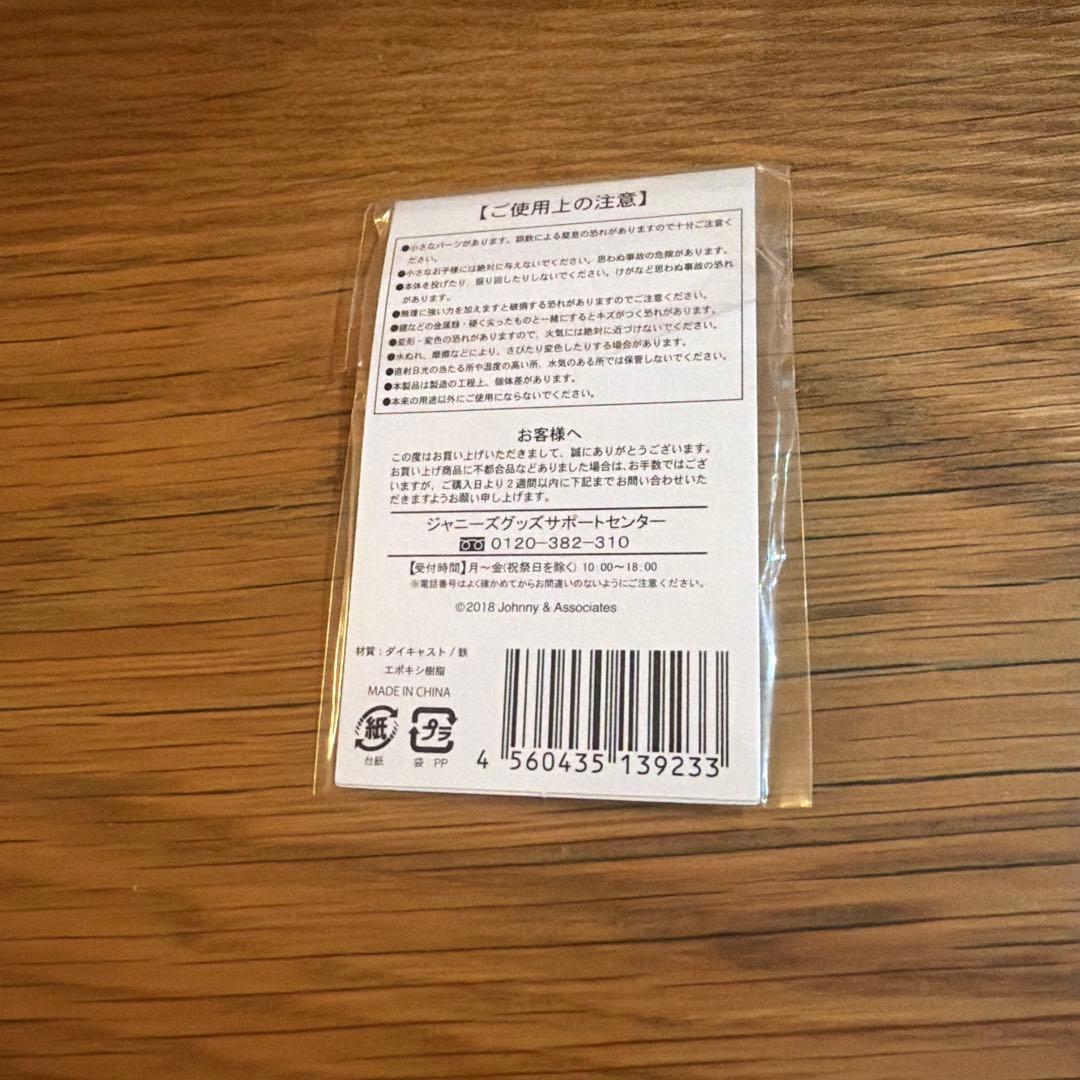 【ご使用上の注意】
●小さなパーツがあります。誤飲による窒息の恐れがありますので十分ご注意く
ださい。
●小さなお子様には絶対に与えないでください。思わぬ事故の危険があります。
●本体を投げたり、振り回したりしないでください。けがなど思わぬ事故の恐れ
があります。
●無理に強い力を加えますと破損する恐れがありますのでご注意ください。
●鍵などの金属類・硬く尖ったものと一緒にするとキズがつく恐れがあります。
●変形・変色の恐れがありますので、火気には絶対に近づけないでください。
●水ぬれ、摩擦などにより、さびたり変色したりする場合があります。
●直射日光の当たる所や湿度の高い所、水気のある所では保管しないでください。
●本製品は製造の工程上、個体差があります。
●本来の用途以外にご使用にならないでください。
お客様へ
この度はお買い上げいただきまして、誠にありがとうございます。
お買い上げ商品に不都合品などありました場合は、お手数ではござ
いますが、ご購入日より2週間以内に下記までお問い合わせいた
だきますようお願い申し上げます。
ジャニーズグッズサポートセンター
0120-382-310
【受付時間】月〜金(祝祭日を除く) 10:00〜18:00
※電話番号はよく確かめてからお間違いのないようにご注意ください。
©2018 Johnny & Associates
材質:ダイキャスト/鉄
エポキシ樹脂
MADE IN CHINA
紙 プラ
台紙 袋 PP
4 560435 139233